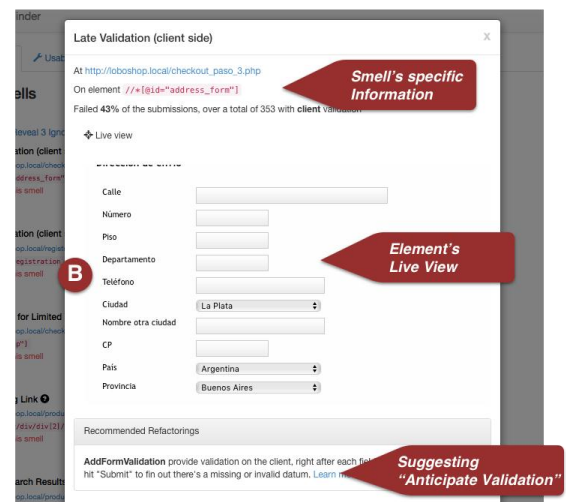 inder
Late Validation (client side)
X
Usab
At http://loboshop.local/checkout_paso_3.php
On element //*[@id="address_form"]
Failed 43% of the submissions, over a total of 353 with client
Smell's specific
Information
ells
eveal 3 Igno
ation (client
op.local/check
ddress_form"
is smell
Live view
Calle
Número
Piso
Departamento
Teléfono
Ciudad
La Plata
Nombre otra ciudad
CP
País
Argentina
Provincia
Buenos Aires
Element's
Live View
B
ation (client
op.local/regist
egistration_
is smell
for Limited
op.local/check
p"]
is smell
g Link
op.local/produ
/div/div[2]/
is smell
arch Results
op.local/produ
Recommended Refactorings
AddFormValidation provide validation on the client, right after each
hit "Submit" to fin out there's a missing or invalid datum. Learn
Suggesting
"Anticipate Validation"